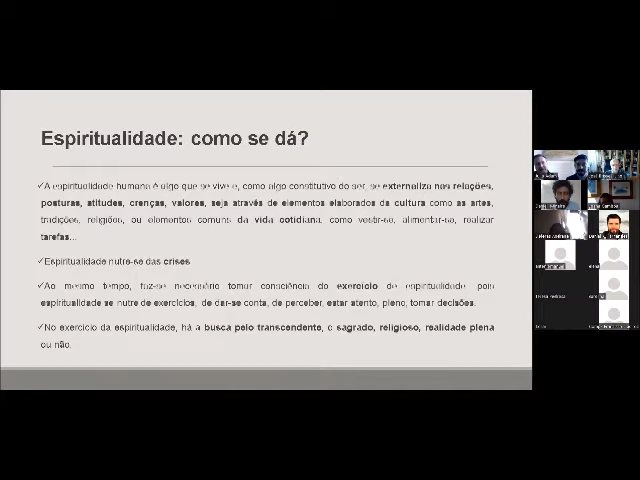 Espiritualidade: como se dá?
✓A espiritualidade humana é algo que se vive e, como algo constitutivo do ser, se externaliza nas relações,
posturas, atitudes, crenças, valores, seja através de elementos elaborados da cultura como as artes,
tradições, religiões, ou elementos comuns da vida cotidiana, como vestir-se, alimentar-se, realizar
tarefas...
✓Espiritualidade nutre-se das crises
✓Ao mesmo tempo, faz-se necessário tomar consciência do exercício de espiritualidade pois
espiritualidade se nutre de exercícios, de dar-se conta, de perceber, estar atento, pleno, tomar decisões.
✓No exercício da espiritualidade, há a busca pelo transcendente, o sagrado, religioso, realidade plena
ou não.